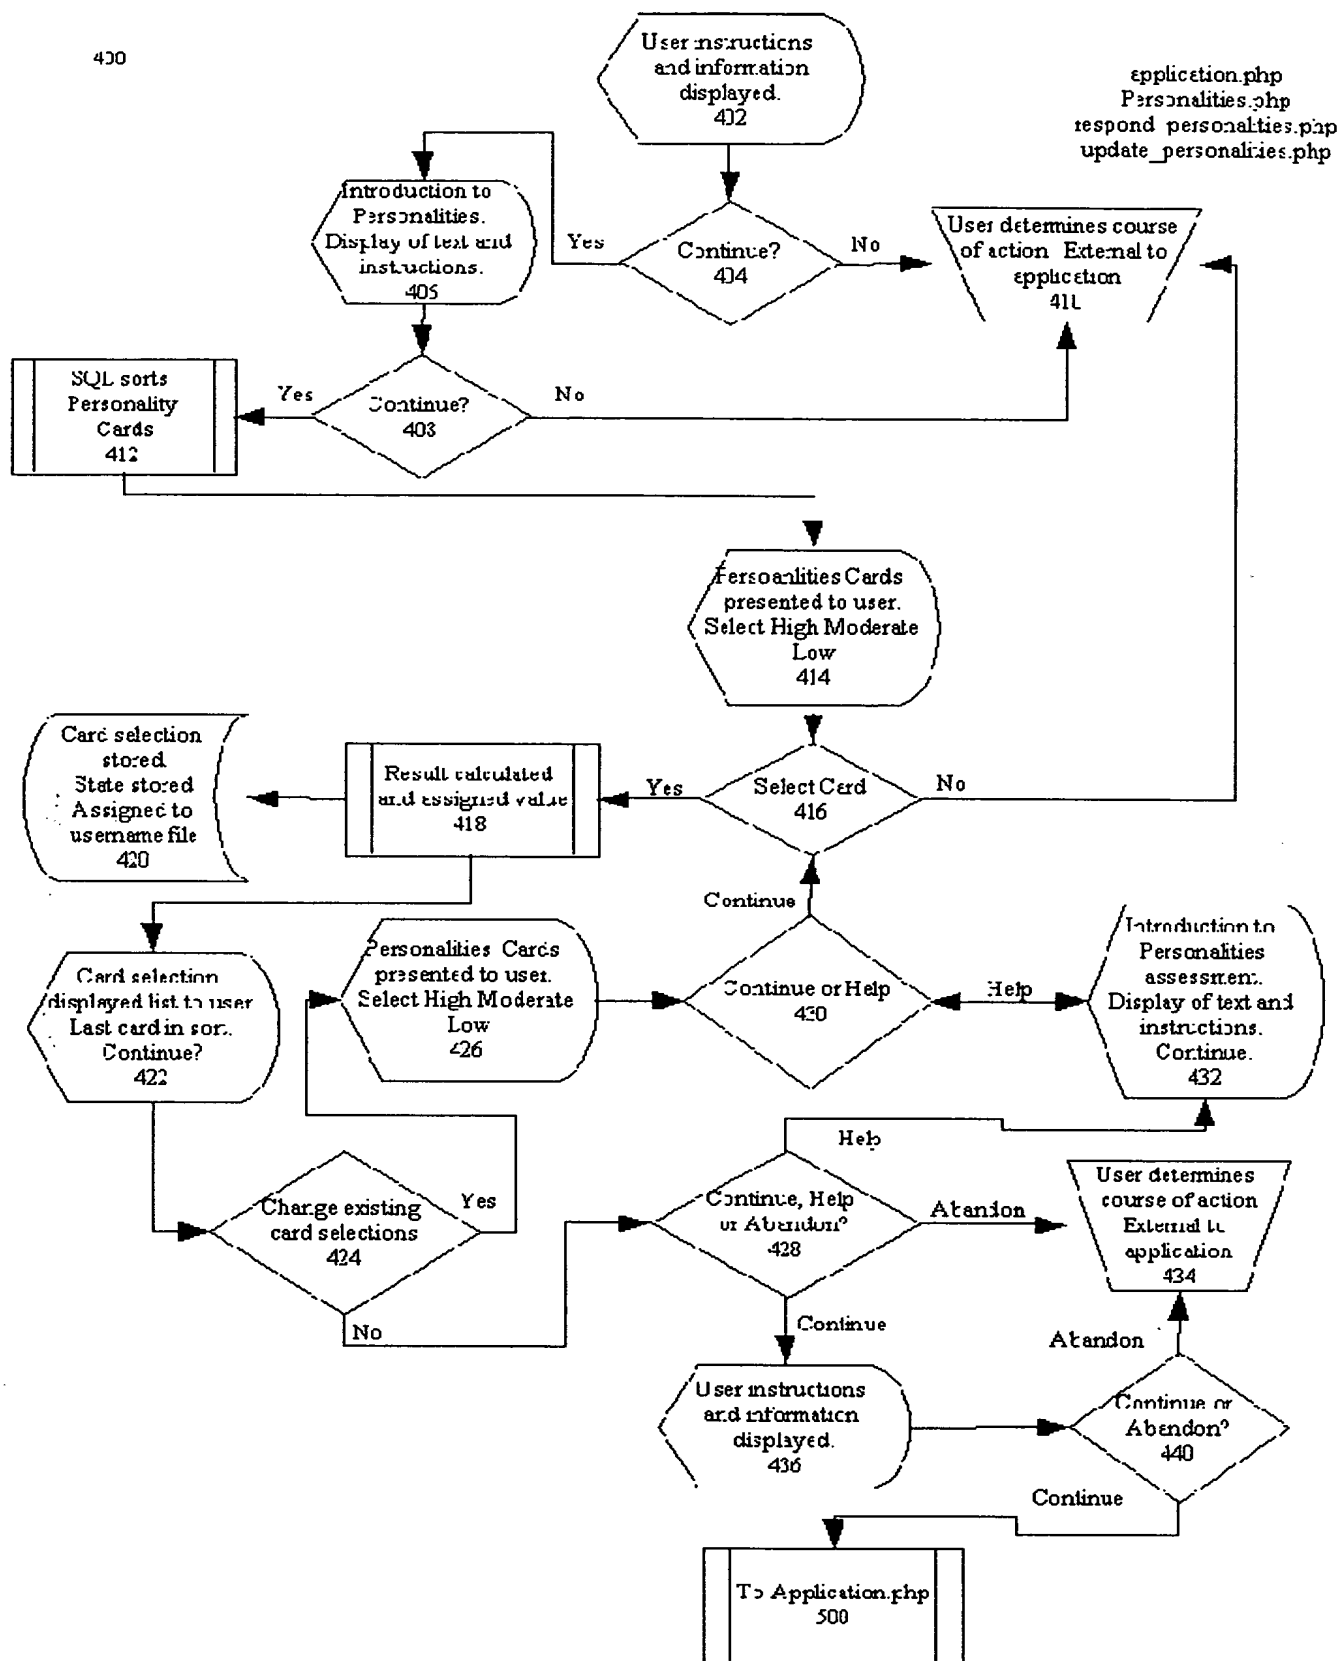 400
User instructions
and information
displayed.
402
application.php
Personalities.php
respond_personalties.php
update_personalities.php
Introduction to
Personalities.
Display of text and
instructions.
406
Yes
Continue?
404
No
User determines course
of action External to
application
410
SQL sorts
Personality
Cards
412
Yes
Continue?
408
No
Persoanlities Cards
presented to user.
Select High Moderate
Low
414
Card selection
stored
State stored
Assigned to
username file
420
Result calculated
and assigned value
418
Yes
Select Card
416
No
Continue
Card selection
displayed list to user
Last card in sort.
Continue?
422
Personalities Cards
presented to user.
Select High Moderate
Low
426
Continue or Help
430
Help
Introduction to
Personalities
assessment.
Display of text and
instructions.
Continue.
432
Help
Change existing
card selections
424
Yes
No
Continue, Help
or Abandon?
428
Abandon
User determines
course of action
External to
application
434
Continue
Abandon
User instructions
and information
displayed.
436
Continue or
Abandon?
440
Continue
To Application.php
500